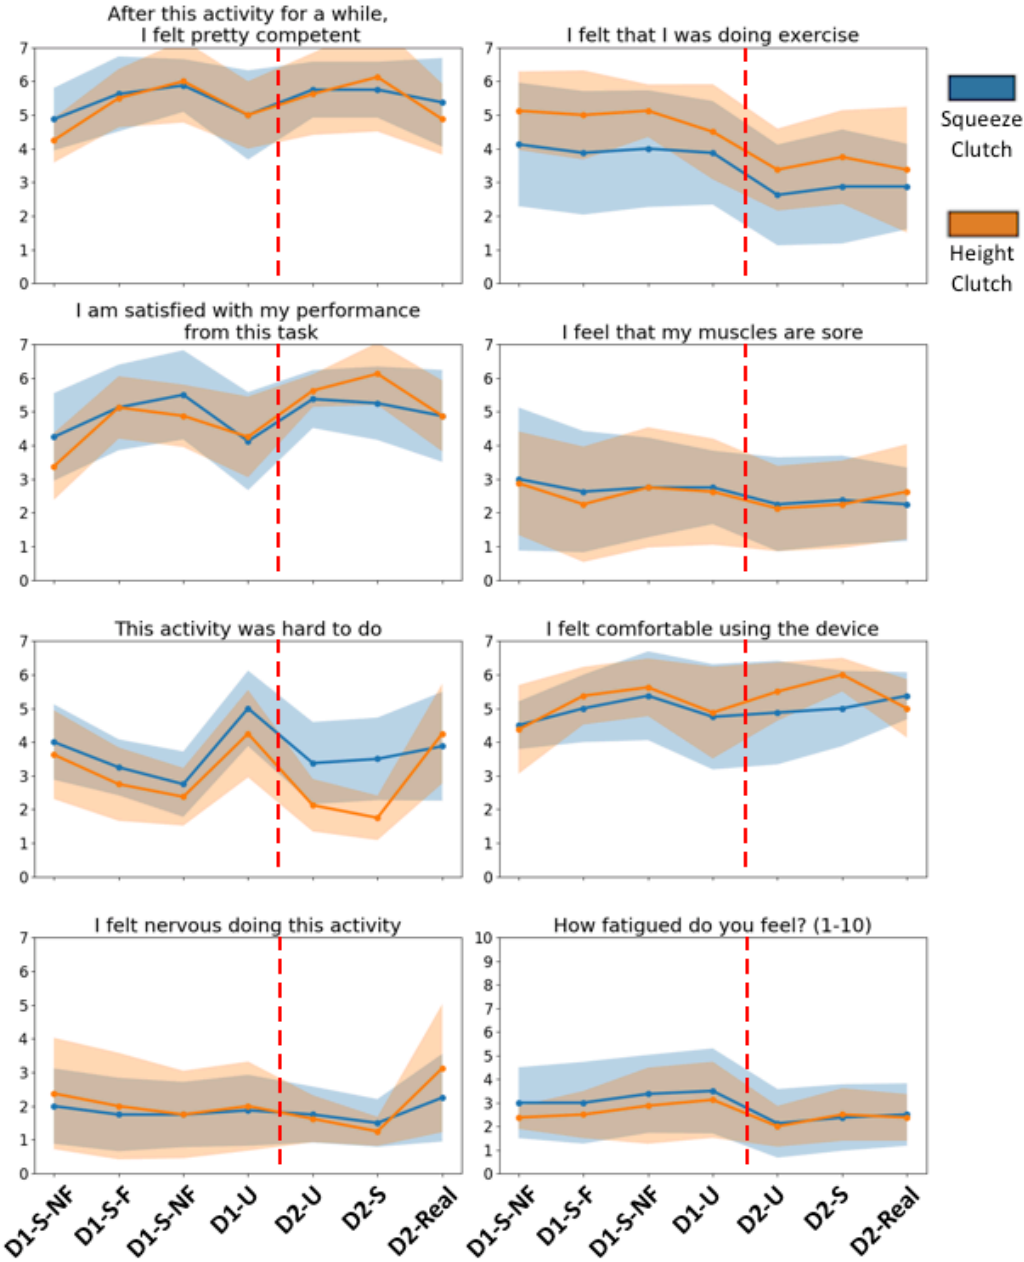 After this activity for a while,
I felt pretty competent
7
6
5
4
3
2
1
0
I felt that I was doing exercise
7
6
5
4
3
2
1
0
Squeeze
Clutch
Height
Clutch
I am satisfied with my performance
from this task
7
6
5
4
3
2
1
0
I feel that my muscles are sore
7
6
5
4
3
2
1
0
This activity was hard to do
7
6
5
4
3
2
1
0
I felt comfortable using the device
7
6
5
4
3
2
1
0
I felt nervous doing this activity
7
6
5
4
3
2
1
0
D1-S-NF
D1-S-F
D1-S-NF
D1-U
D2-U
D2-S
D2-Real
How fatigued do you feel? (1-10)
10
9
8
7
6
5
4
3
2
1
0
D1-S-NF
D1-S-F
D1-S-NF
D1-U
D2-U
D2-S
D2-Real